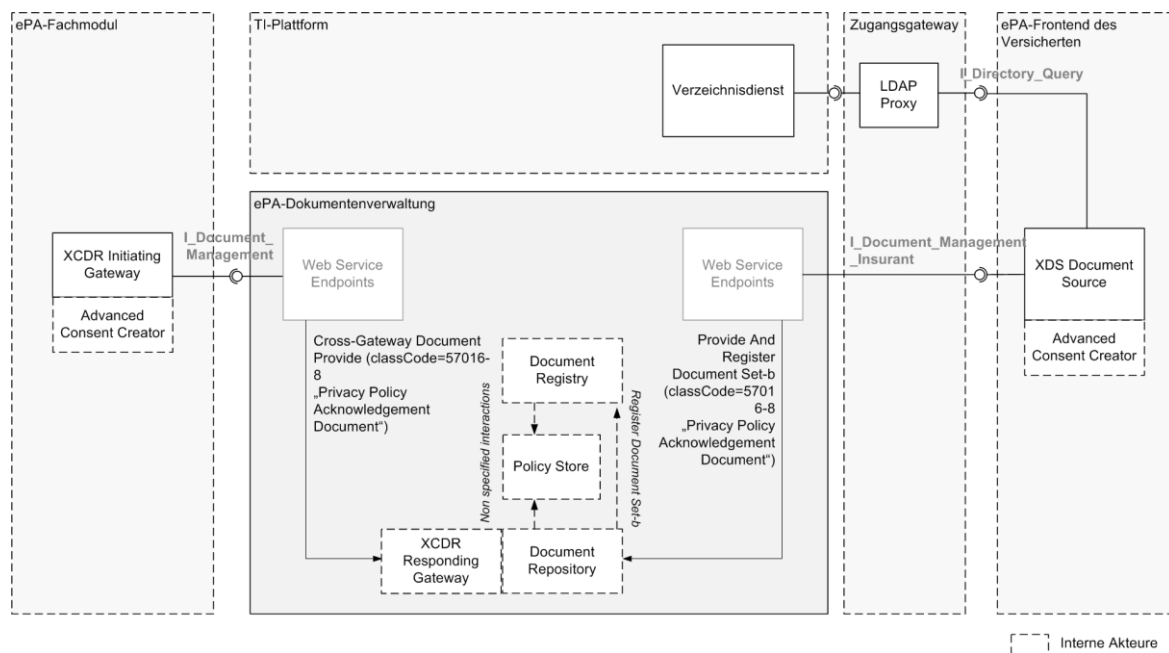 ePA-Fachmodul
TI-Plattform
Zugangsgateway
ePA-Frontend des
Versicherten
I_Directory_Query
Verzeichnisdienst
LDAP
Proxy
ePA-Dokumentenverwaltung
I_Document_
Management
XCDR Initiating
Gateway
Advanced
Consent Creator
Web Service
Endpoints
Web Service
Endpoints
I_Document_Management
_Insurant
XDS Document
Source
Advanced
Consent Creator
Cross-Gateway Document
Provide (classCode=57016-
8
„Privacy Policy
Acknowledgement
Document“)
Document
Registry
Policy Store
Non specified interactions
Register Document Set-b
Provide And
Register
Document Set-b
(classCode=5701
6-8
„Privacy Policy
Acknowledgement
Document“)
XCDR
Responding
Gateway
Document
Repository
Interne Akteure